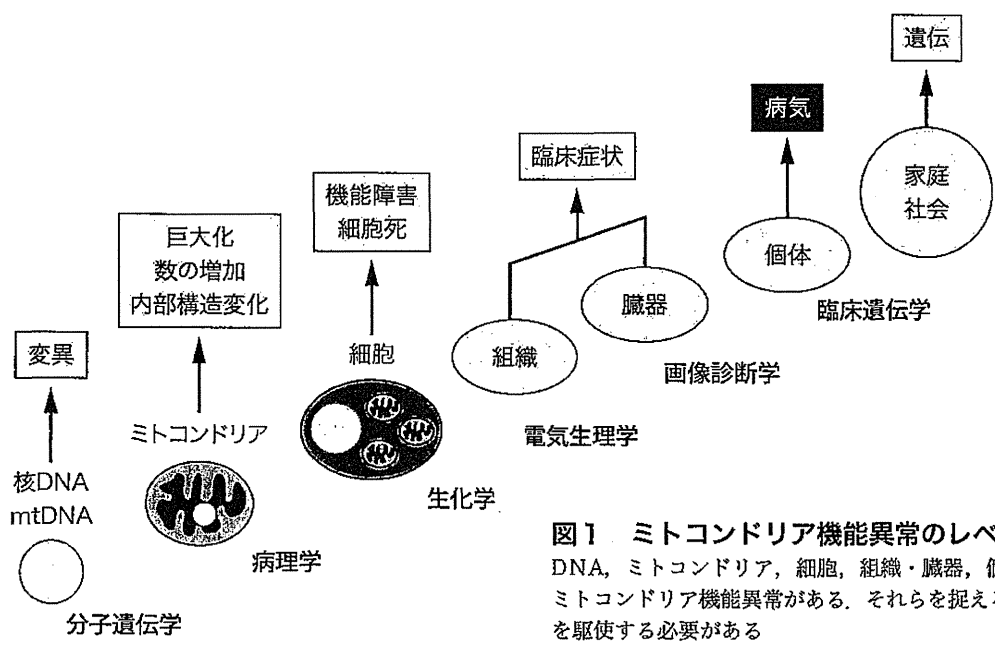 変異
核DNA
mtDNA
分子遺伝学
巨大化
数の増加
内部構造変化
ミトコンドリア
病理学
機能障害
細胞死
細胞
生化学
臨床症状
組織
臓器
電気生理学
画像診断学
病気
個体
臨床遺伝学
遺伝
家庭
社会
図1 ミトコンドリア機能異常のレベ
DNA，ミトコンドリア，細胞，組織・臓器，
ミトコンドリア機能異常がある．それらを捉え
を駆使する必要がある